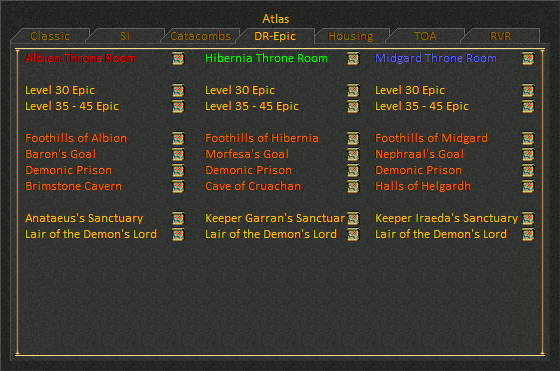 Atlas
Classic SI Catacombs DR-Epic Housing TOA RVR
Albion Throne Room Hibernia Throne Room Midgard Throne Room
Level 30 Epic Level 30 Epic Level 30 Epic
Level 35 - 45 Epic Level 35 - 45 Epic Level 35 - 45 Epic
Foothills of Albion Foothills of Hibernia Foothills of Midgard
Baron's Goal Morfesa's Goal Nephraal's Goal
Demonic Prison Demonic Prison Demonic Prison
Brimstone Cavern Cave of Cruachan Halls of Helgardh
Anataeus's Sanctuary Keeper Garran's Sanctuar Keeper Iraeda's Sanctuary
Lair of the Demon's Lord Lair of the Demon's Lord Lair of the Demon's Lord